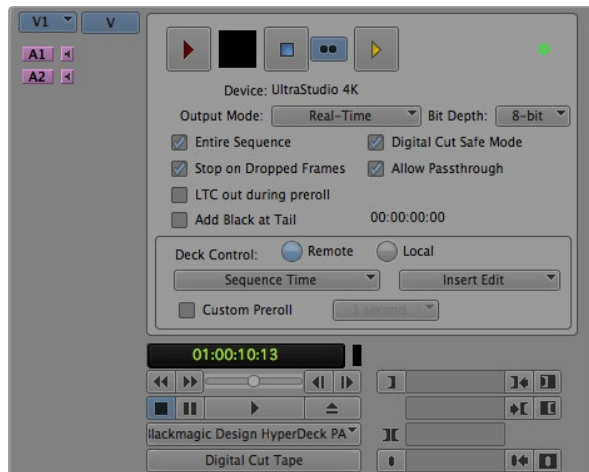 V1 V
A1
A2
Device: UltraStudio 4K
Output Mode: Real-Time Bit Depth: 8-bit
Entire Sequence Digital Cut Safe Mode
Stop on Dropped Frames Allow Passthrough
LTC out during preroll
Add Black at Tail 00:00:00:00
Deck Control: Remote Local
Sequence Time Insert Edit
Custom Preroll 1 second
01:00:10:13
Blackmagic Design HyperDeck PA
Digital Cut Tape